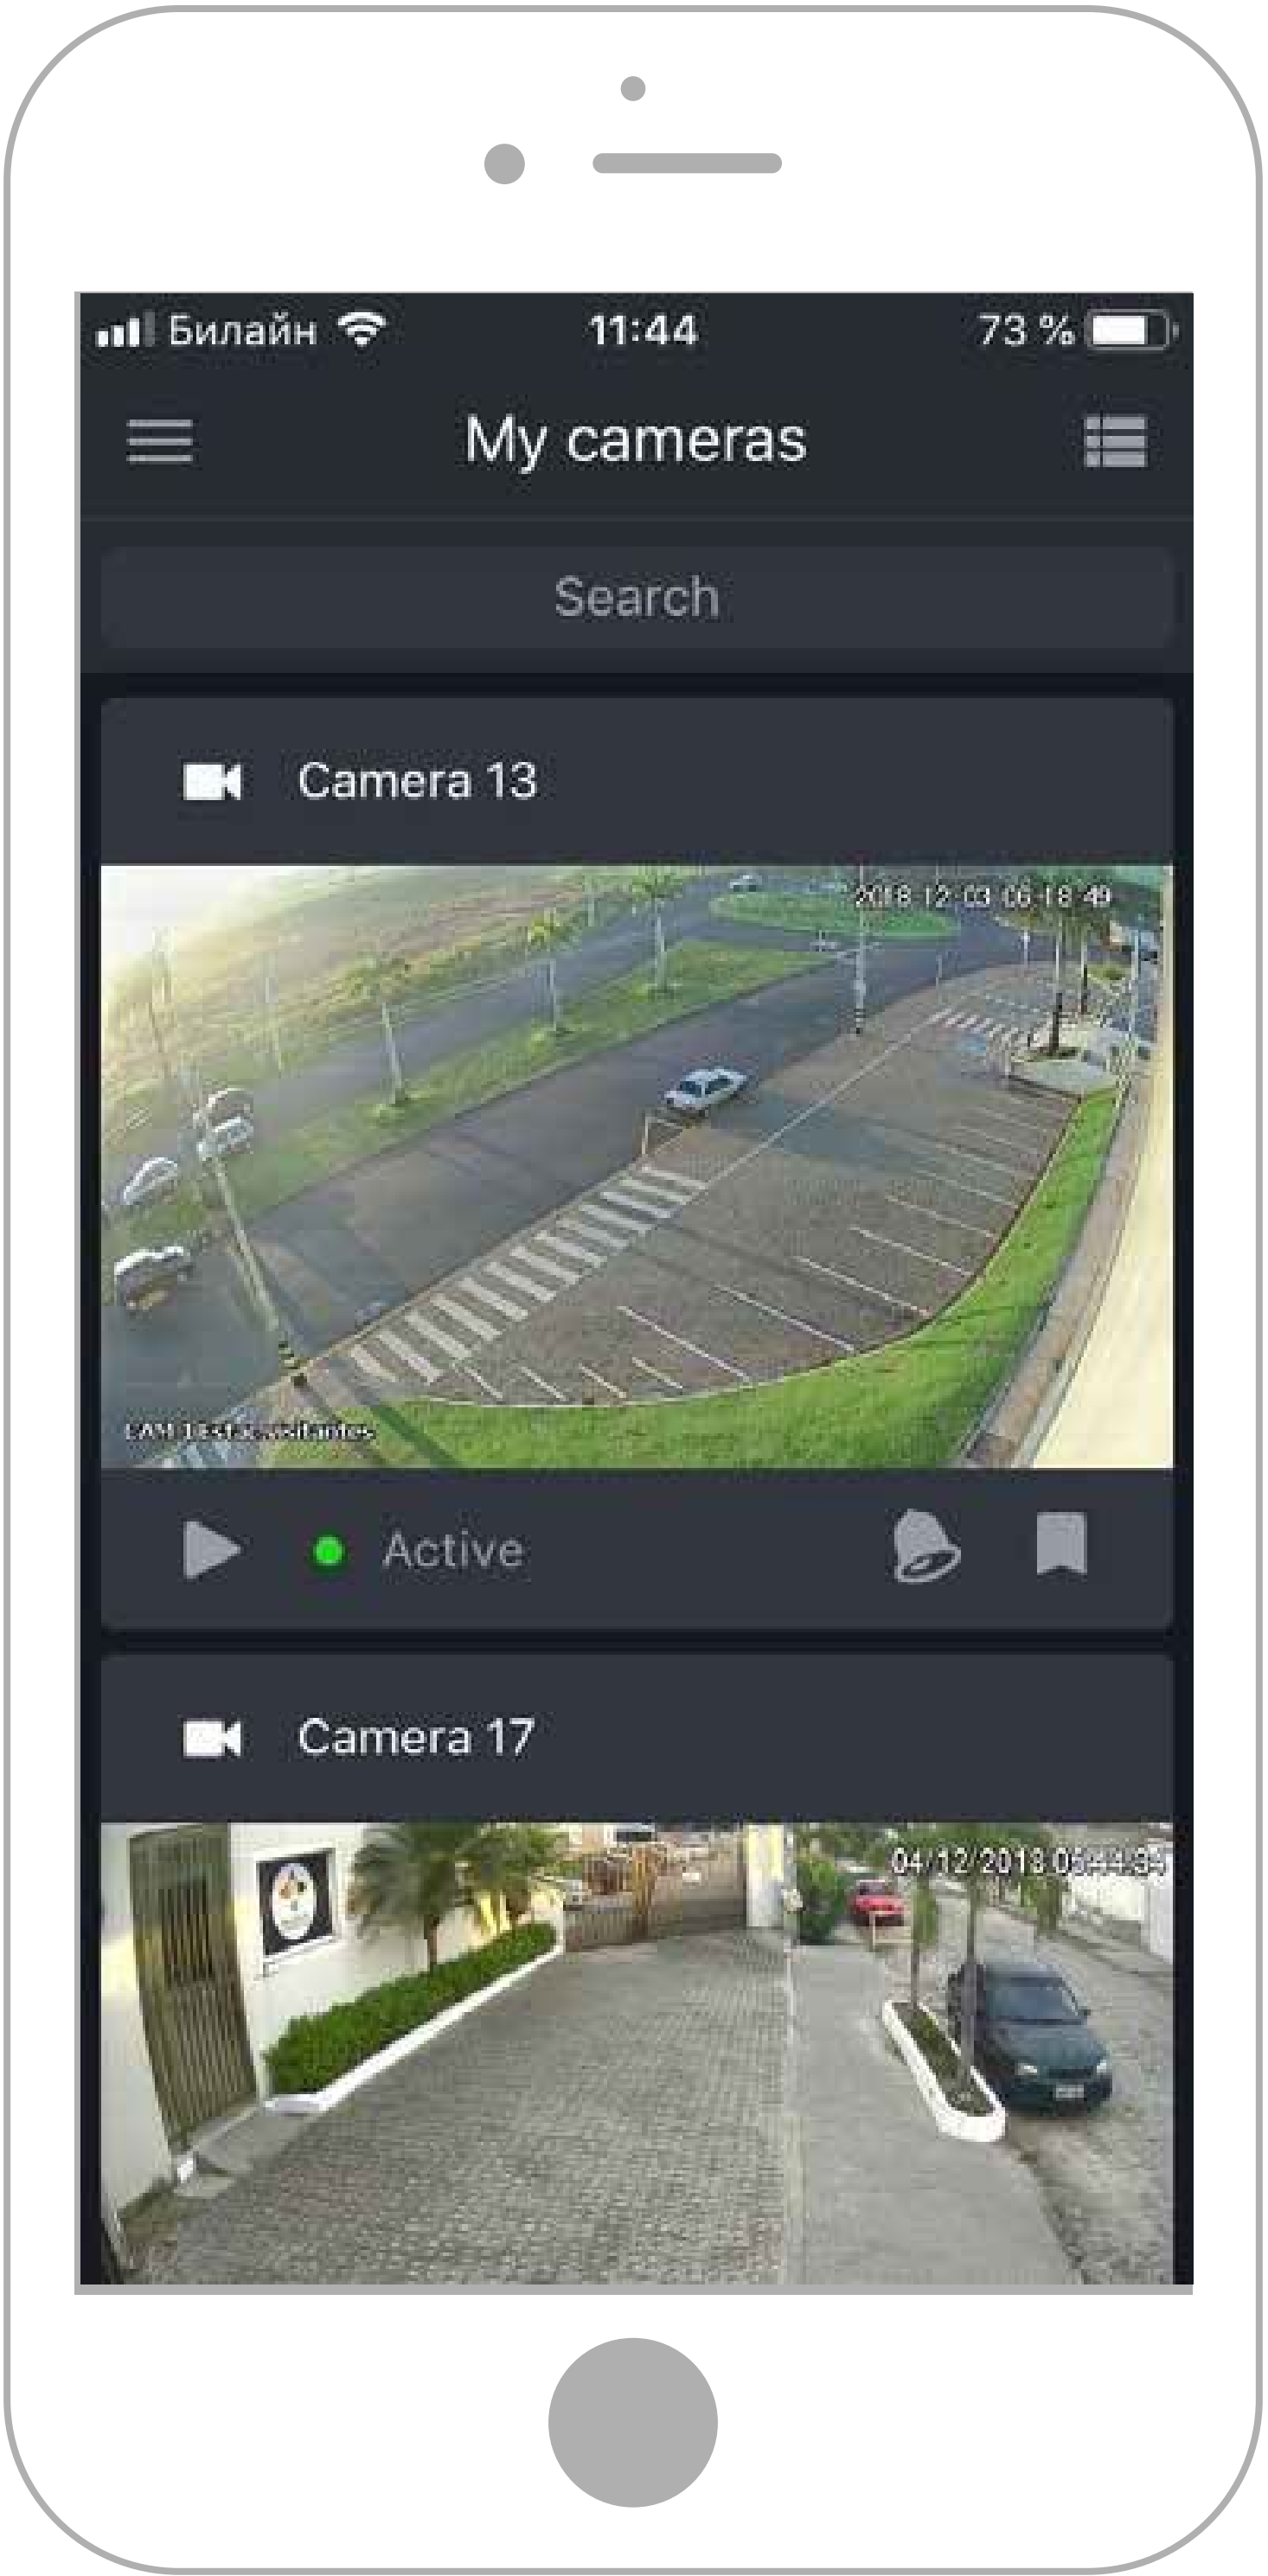 Билайн 11:44 73 %
My cameras
Search
Camera 13
2018-12-03 06:18:49
Active
Camera 17